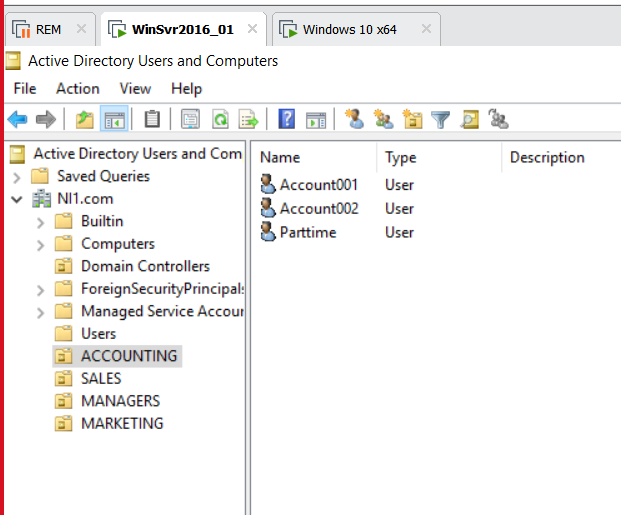 REM
WinSvr2016_01
Windows 10 x64
Active Directory Users and Computers
File Action View Help
Active Directory Users and Com
Saved Queries
NI1.com
Builtin
Computers
Domain Controllers
ForeignSecurityPrincipal:
Managed Service Accour
Users
ACCOUNTING
SALES
MANAGERS
MARKETING
Name Type Description
Account001 User
Account002 User
Parttime User